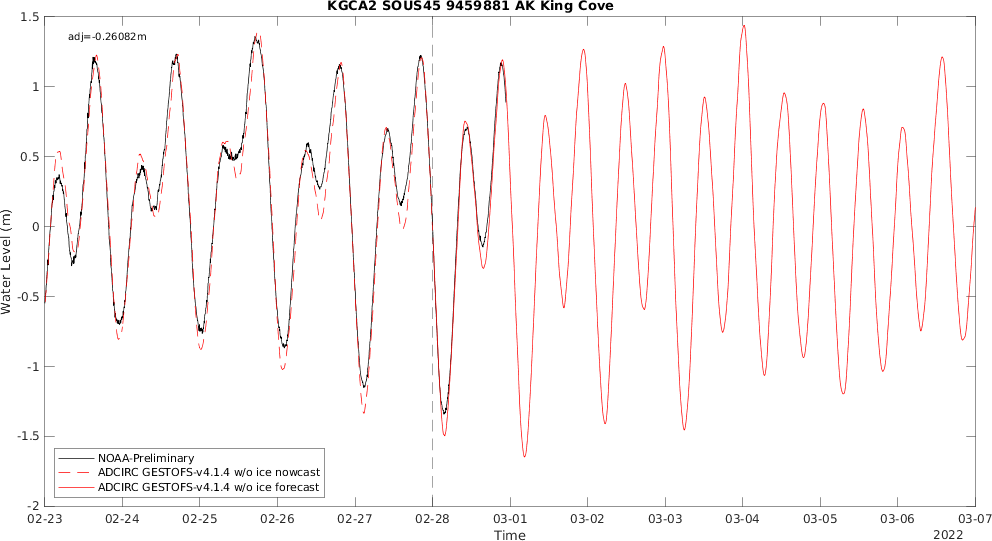 KGCA2 SOUS45 9459881 AK King Cove
adj=-0.26082m
1.5
1
0.5
0
-0.5
-1
-1.5
-2
Water Level (m)
NOAA-Preliminary
ADCIRC GESTOFS-v4.1.4 w/o ice nowcast
ADCIRC GESTOFS-v4.1.4 w/o ice forecast
02-23 02-24 02-25 02-26 02-27 02-28 03-01 03-02 03-03 03-04 03-05 03-06 03-07
Time
2022